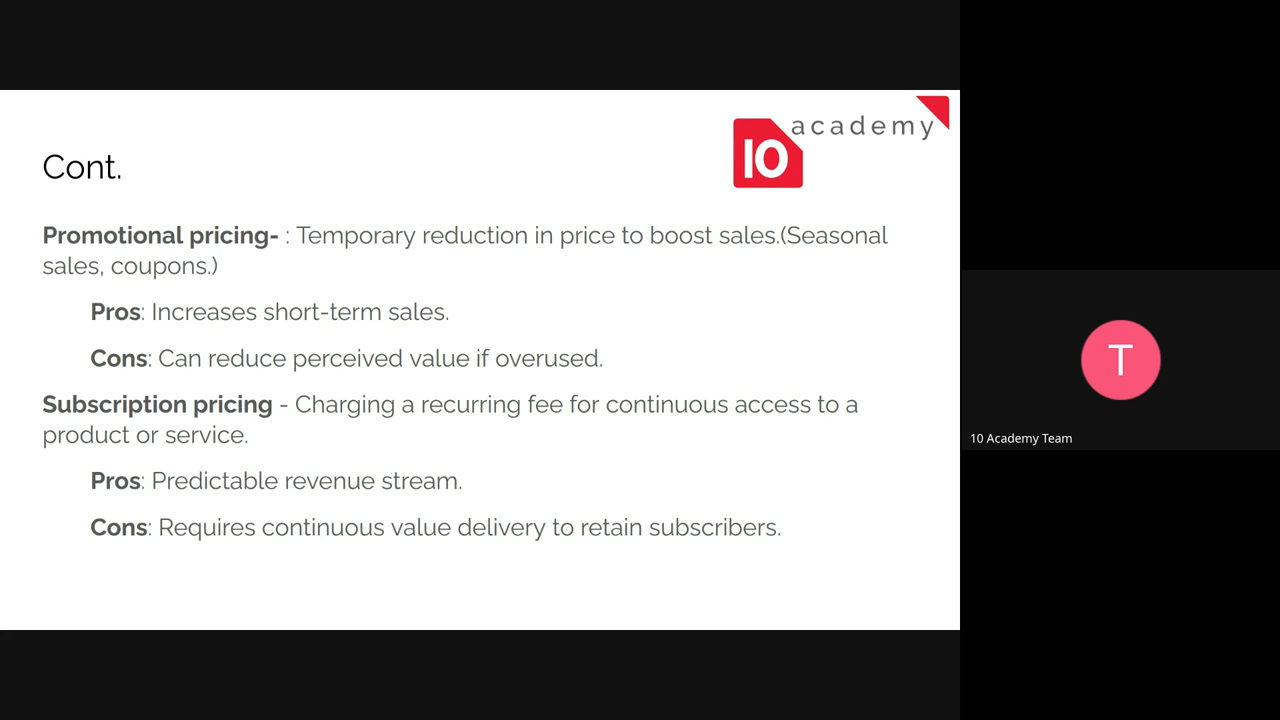 10 academy
Cont.
Promotional pricing- : Temporary reduction in price to boost sales.(Seasonal
sales, coupons.)
Pros: Increases short-term sales.
Cons: Can reduce perceived value if overused.
Subscription pricing - Charging a recurring fee for continuous access to a
product or service.
Pros: Predictable revenue stream.
Cons: Requires continuous value delivery to retain subscribers.
T
10 Academy Team